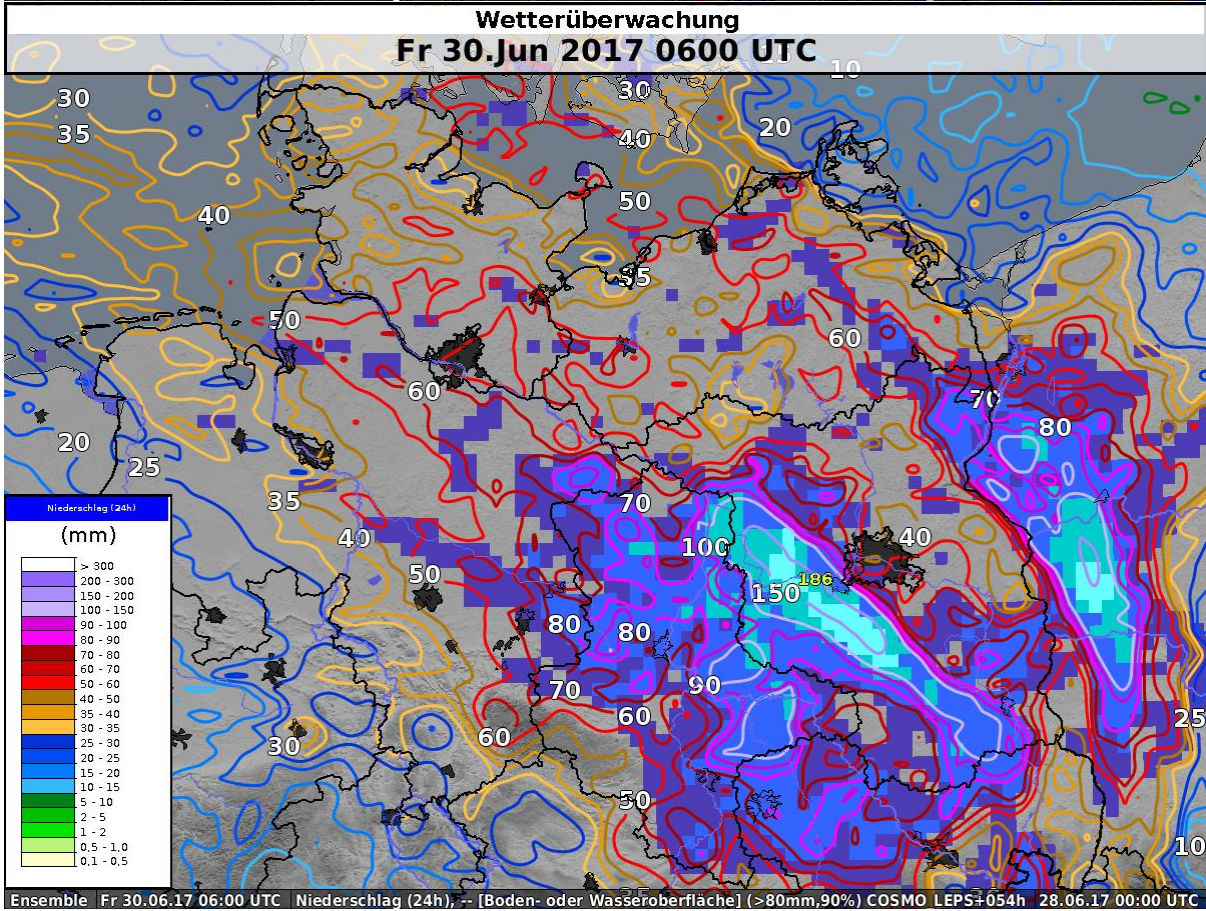 Wetterüberwachung
Fr 30.Jun 2017 0600 UTC
10
30
30
35
20
40
40
50
35
50
60
60
70
80
20
25
35
70
40
100
40
50
186
150
80
80
70
90
60
25
30
60
50
10
Niederschlag (24h)
(mm)
> 300
200 - 300
150 - 200
100 - 150
90 - 100
80 - 90
70 - 80
60 - 70
50 - 60
40 - 50
35 - 40
30 - 35
25 - 30
20 - 25
15 - 20
10 - 15
5 - 10
2 - 5
1 - 2
0,5 - 1,0
0,1 - 0,5
Ensemble Fr 30.06.17 06:00 UTC Niederschlag (24h), -- [Boden- oder Wasseroberfläche] (>80mm,90%) COSMO_LEPS+054h 28.06.17 00:00 UTC